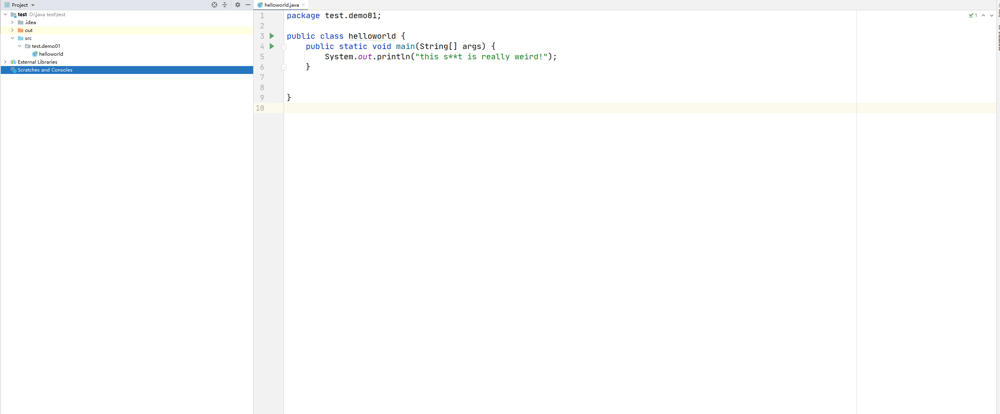 Project
test D:\java test\test
.idea
out
src
test.demo01
helloworld
External Libraries
Scratches and Consoles
helloworld.java
1 package test.demo01;
2
3 public class helloworld {
4 public static void main(String[] args) {
5 System.out.println("this s**t is really weird!");
6 }
7
8
9 }
10
1
Database